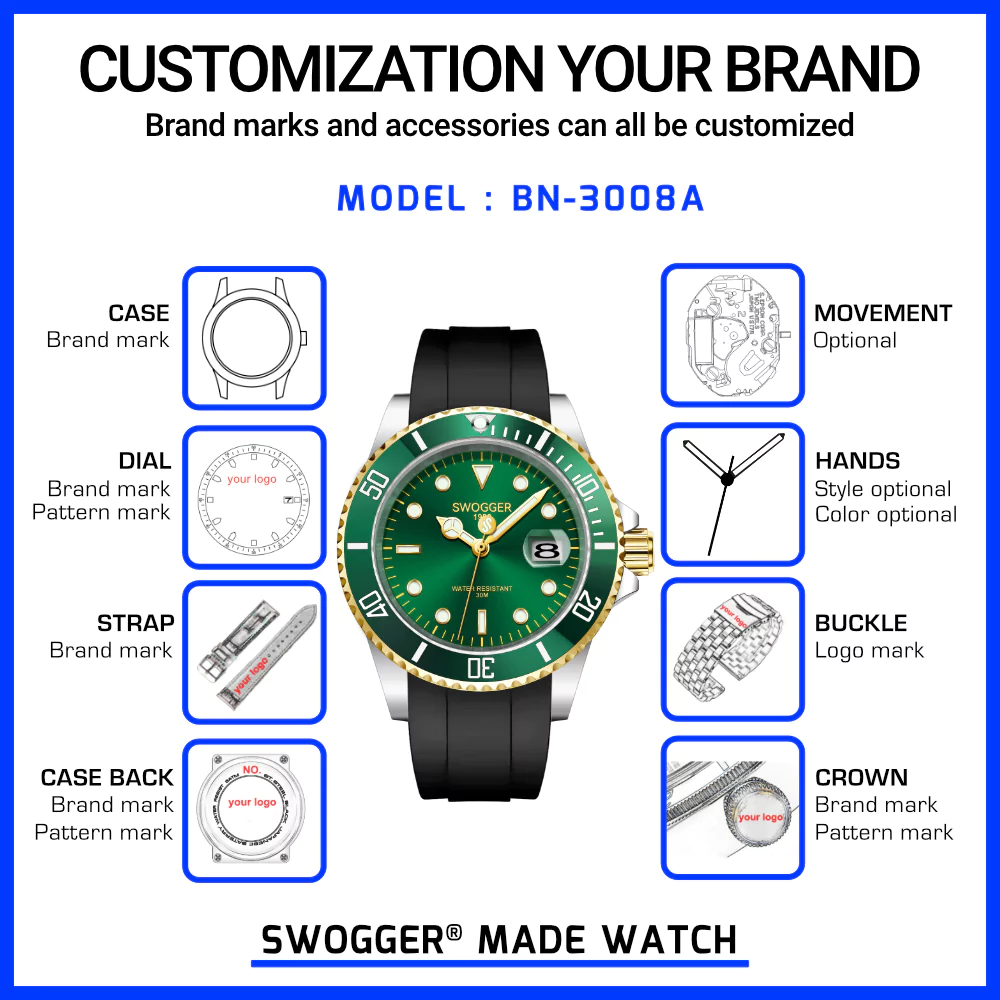 CUSTOMIZATION YOUR BRAND
Brand marks and accessories can all be customized
MODEL : BN-3008A
CASE
Brand mark
DIAL
Brand mark
Pattern mark
your logo
7
STRAP
Brand mark
your logo
CASE BACK
Brand mark
Pattern mark
NO.
your logo
SWOGGER
WATER RESISTANT
30M
8
10
20
30
40
50
MOVEMENT
Optional
HANDS
Style optional
Color optional
BUCKLE
Logo mark
your logo
CROWN
Brand mark
Pattern mark
your logo
SWOGGER® MADE WATCH